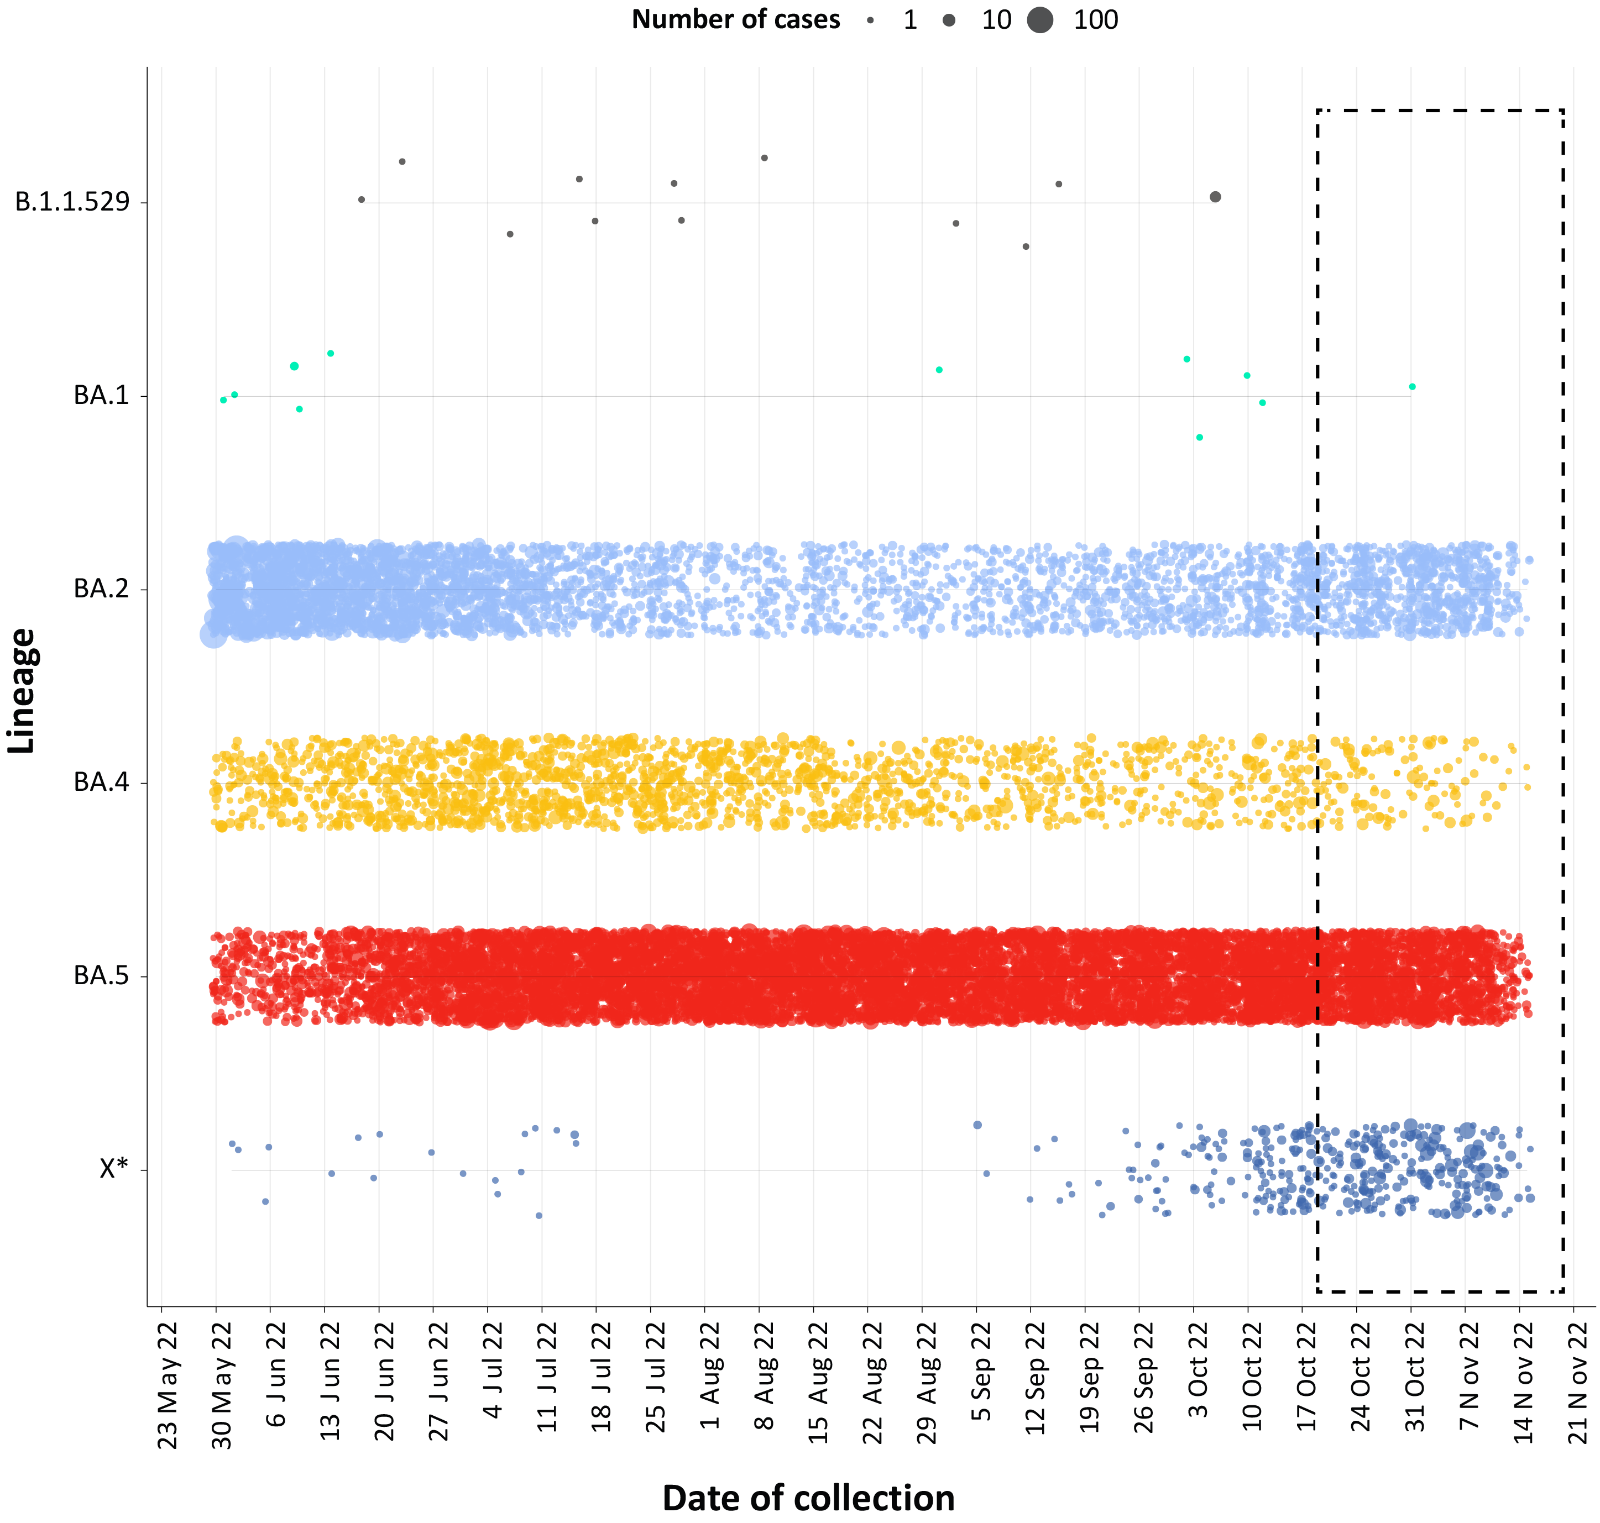 Number of cases 1 10 100
Lineage
B.1.1.529
BA.1
BA.2
BA.4
BA.5
X*
23 May 22
30 May 22
6 Jun 22
13 Jun 22
20 Jun 22
27 Jun 22
4 Jul 22
11 Jul 22
18 Jul 22
25 Jul 22
1 Aug 22
8 Aug 22
15 Aug 22
22 Aug 22
29 Aug 22
5 Sep 22
12 Sep 22
19 Sep 22
26 Sep 22
3 Oct 22
10 Oct 22
17 Oct 22
24 Oct 22
31 Oct 22
7 Nov 22
14 Nov 22
21 Nov 22
Date of collection